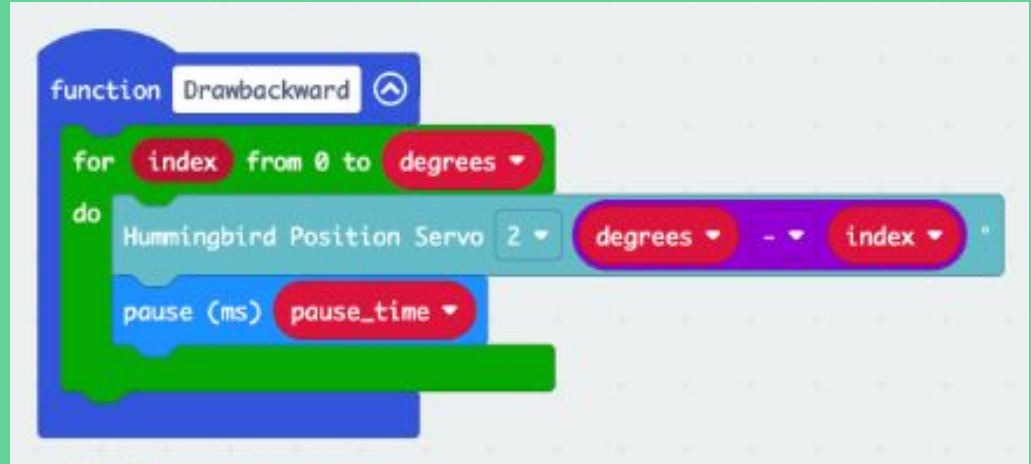 function Drawbackward
for index from 0 to degrees
do
Hummingbird Position Servo 2 degrees - index °
pause (ms) pause_time